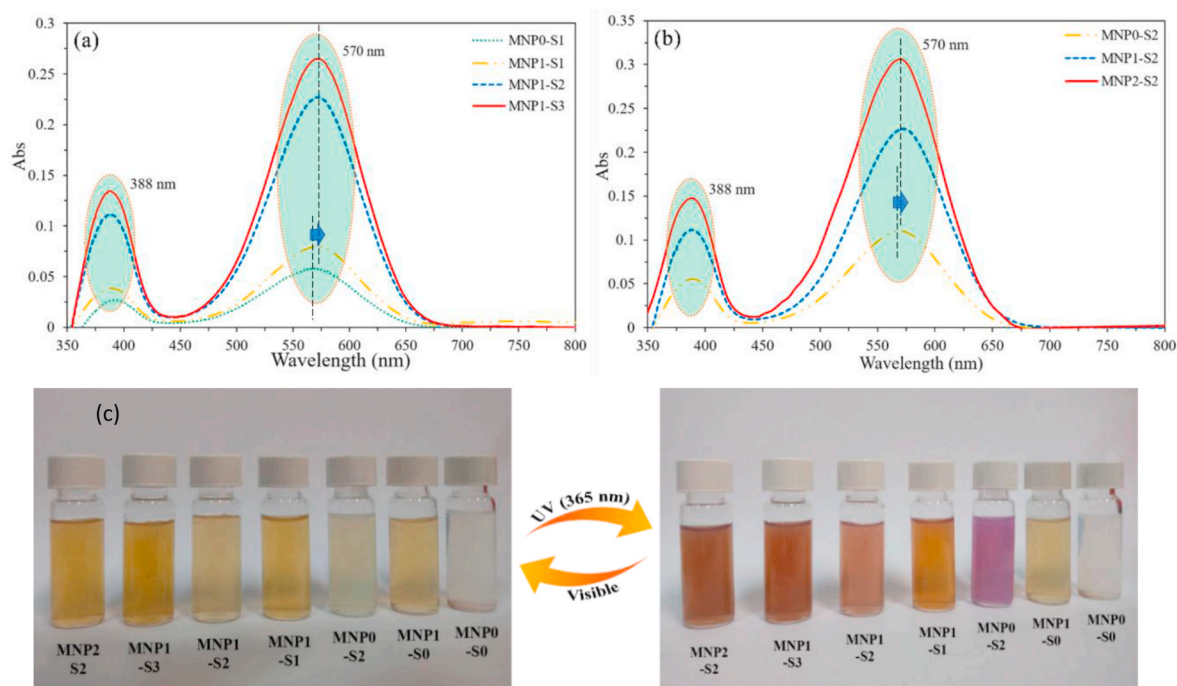 (a)
0.3
0.25
0.2
0.15
0.1
0.05
0
Abs
388 nm
570 nm
MNP0-S1
MNP1-S1
MNP1-S2
MNP1-S3
350 400 450 500 550 600 650 700 750 800
Wavelength (nm)
(b)
0.35
0.3
0.25
0.2
0.15
0.1
0.05
0
Abs
388 nm
570 nm
MNP0-S2
MNP1-S2
MNP2-S2
350 400 450 500 550 600 650 700 750 800
Wavelength (nm)
(c)
MNP2
S2
MNP1
-S3
MNP1
-S2
MNP1
-S1
MNP0
-S2
MNP1
-S0
MNP0
-S0
UV (365 nm)
Visible
MNP2
-S2
MNP1
-S3
MNP1
-S2
MNP1
-S1
MNP0
-S2
MNP1
-S0
MNP0
-S0